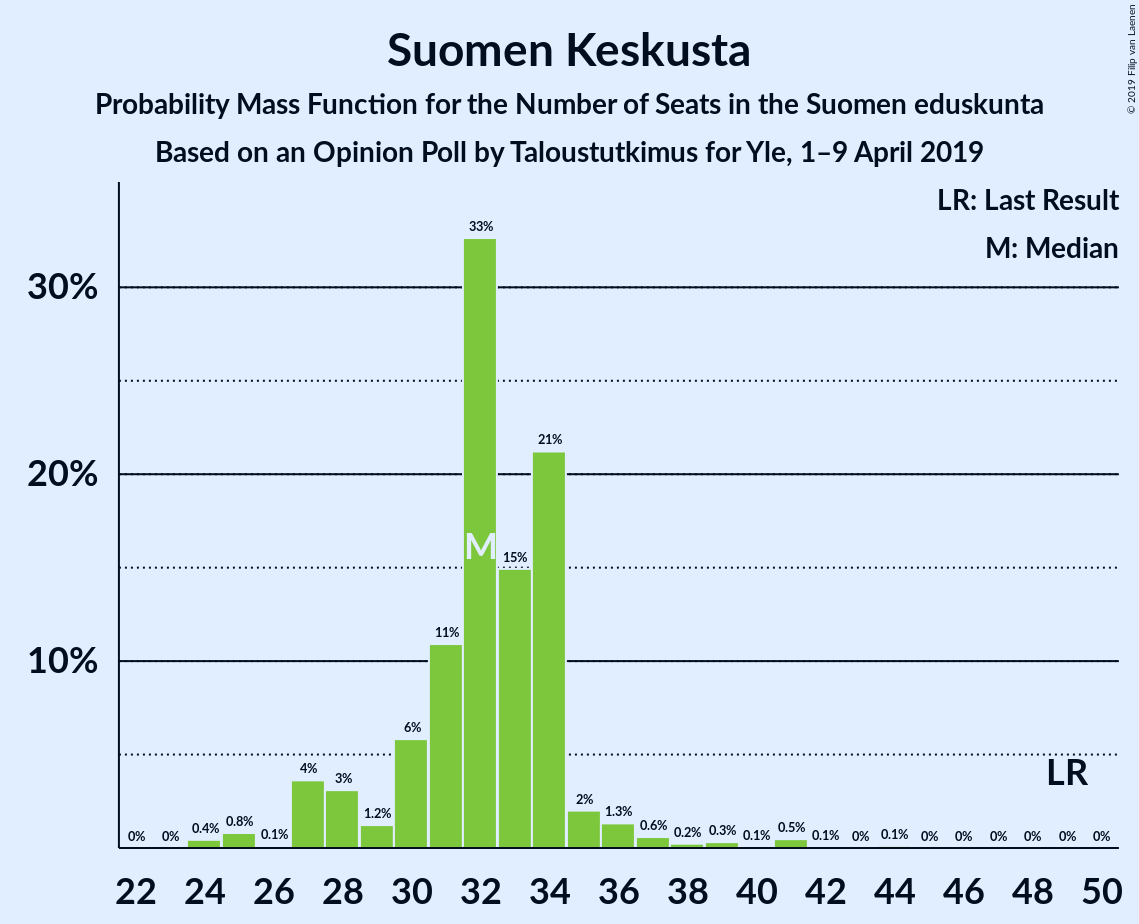 Suomen Keskusta
Probability Mass Function for the Number of Seats in the Suomen eduskunta
Based on an Opinion Poll by Taloustutkimus for Yle, 1–9 April 2019
© 2019 Filip van Laenen
LR: Last Result
M: Median
30%
20%
10%
0% 0% 0.4% 0.8% 0.1% 4% 3% 1.2% 6% 11% 33% 15% 21% 2% 1.3% 0.6% 0.2% 0.3% 0.1% 0.5% 0.1% 0% 0.1% 0% 0% 0% 0% 0% 0%
M
LR
22 24 26 28 30 32 34 36 38 40 42 44 46 48 50